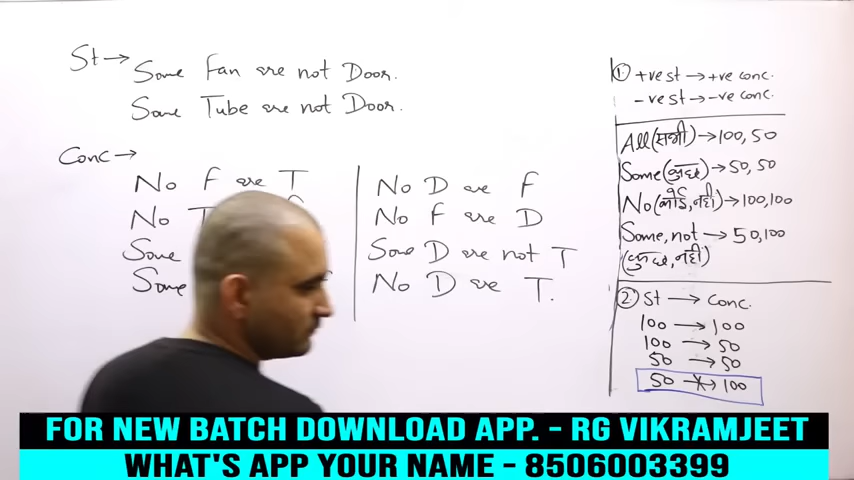 St → Some Fan are not Door.
Some Tube are not Door.
Conc →
No F are T
No T
Some
Some
No D are F
No F are D
Some D are not T
No D are T.
① +ve st → +ve conc.
-ve st → -ve conc.
All (सभी) → 100, 50
Some (कुछ) → 50, 50
No (कोई, नहीं) → 100, 100
Some, not → 50, 100
(कुछ, नहीं)
② St → Conc.
100 → 100
100 → 50
50 → 50
50 → 100
FOR NEW BATCH DOWNLOAD APP. - RG VIKRAMJEET
WHAT'S APP YOUR NAME - 8506003399